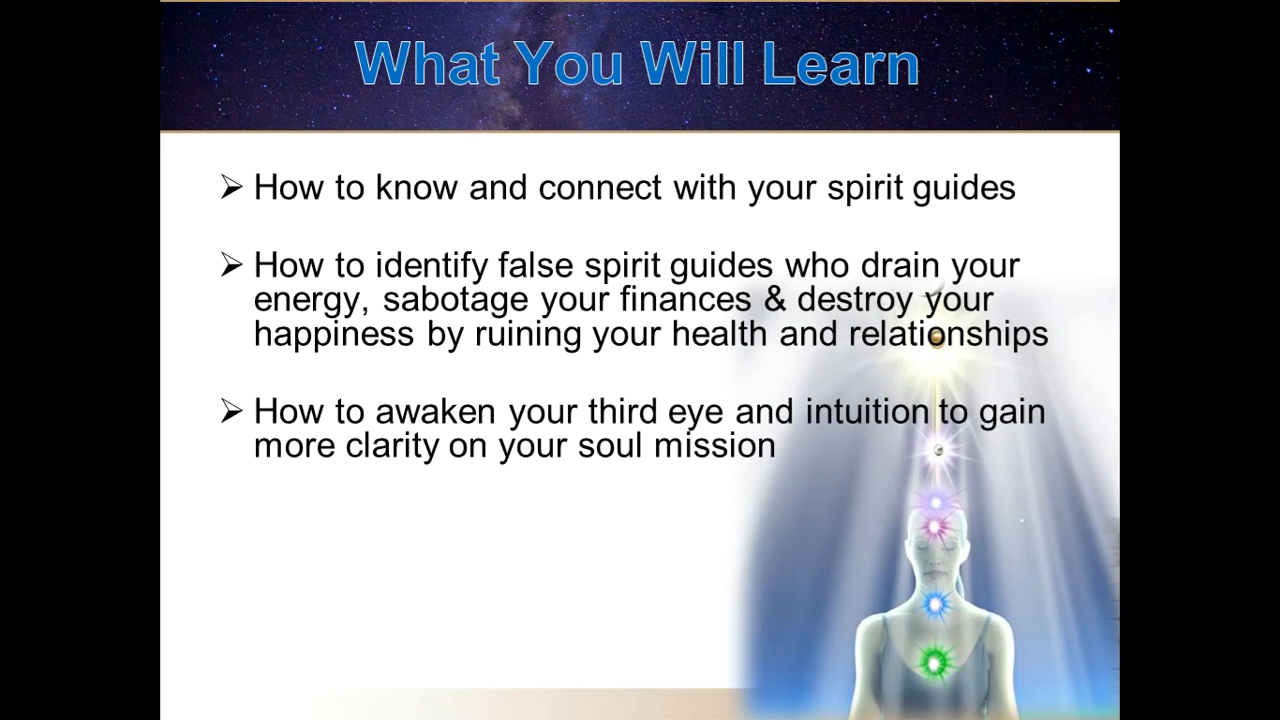 What You Will Learn
How to know and connect with your spirit guides
How to identify false spirit guides who drain your
energy, sabotage your finances & destroy your
happiness by ruining your health and relationships
How to awaken your third eye and intuition to gain
more clarity on your soul mission